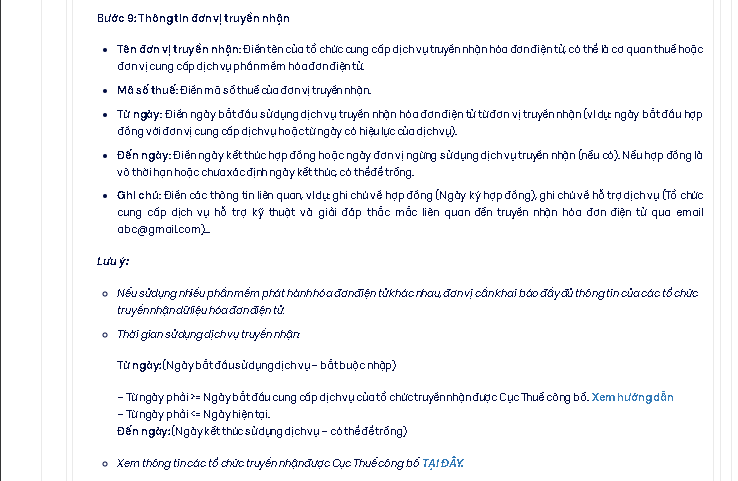 Bước 9: Thông tin đơn vị truyền nhận
Tên đơn vị truyền nhận: Điền tên của tổ chức cung cấp dịch vụ truyền nhận hóa đơn điện tử, có thể là cơ quan thuế hoặc
đơn vị cung cấp dịch vụ phần mềm hóa đơn điện tử.
Mã số thuế: Điền mã số thuế của đơn vị truyền nhận.
Từ ngày: Điền ngày bắt đầu sử dụng dịch vụ truyền nhận hóa đơn điện tử từ đơn vị truyền nhận (ví dụ: ngày bắt đầu hợp
đồng với đơn vị cung cấp dịch vụ hoặc từ ngày có hiệu lực của dịch vụ).
Đến ngày: Điền ngày kết thúc hợp đồng hoặc ngày đơn vị ngừng sử dụng dịch vụ truyền nhận (nếu có). Nếu hợp đồng là
vô thời hạn hoặc chưa xác định ngày kết thúc, có thể để trống.
Ghi chú: Điền các thông tin liên quan, ví dụ: ghi chú về hợp đồng (Ngày ký hợp đồng), ghi chú về hỗ trợ dịch vụ (Tổ chức
cung cấp dịch vụ hỗ trợ kỹ thuật và giải đáp thắc mắc liên quan đến truyền nhận hóa đơn điện tử qua email
abc@gmail.com)…
Lưu ý:
Nếu sử dụng nhiều phần mềm phát hành hóa đơn điện tử khác nhau, đơn vị cần khai báo đầy đủ thông tin của các tổ chức
truyền nhận dữ liệu hóa đơn điện tử.
Thời gian sử dụng dịch vụ truyền nhận:
Từ ngày: (Ngày bắt đầu sử dụng dịch vụ – bắt buộc nhập)
– Từ ngày phải >= Ngày bắt đầu cung cấp dịch vụ của tổ chức truyền nhận được Cục Thuế công bố. Xem hướng dẫn
– Từ ngày phải <= Ngày hiện tại.
Đến ngày: (Ngày kết thúc sử dụng dịch vụ – có thể để trống)
Xem thông tin các tổ chức truyền nhận được Cục Thuế công bố TẠI ĐÂY.